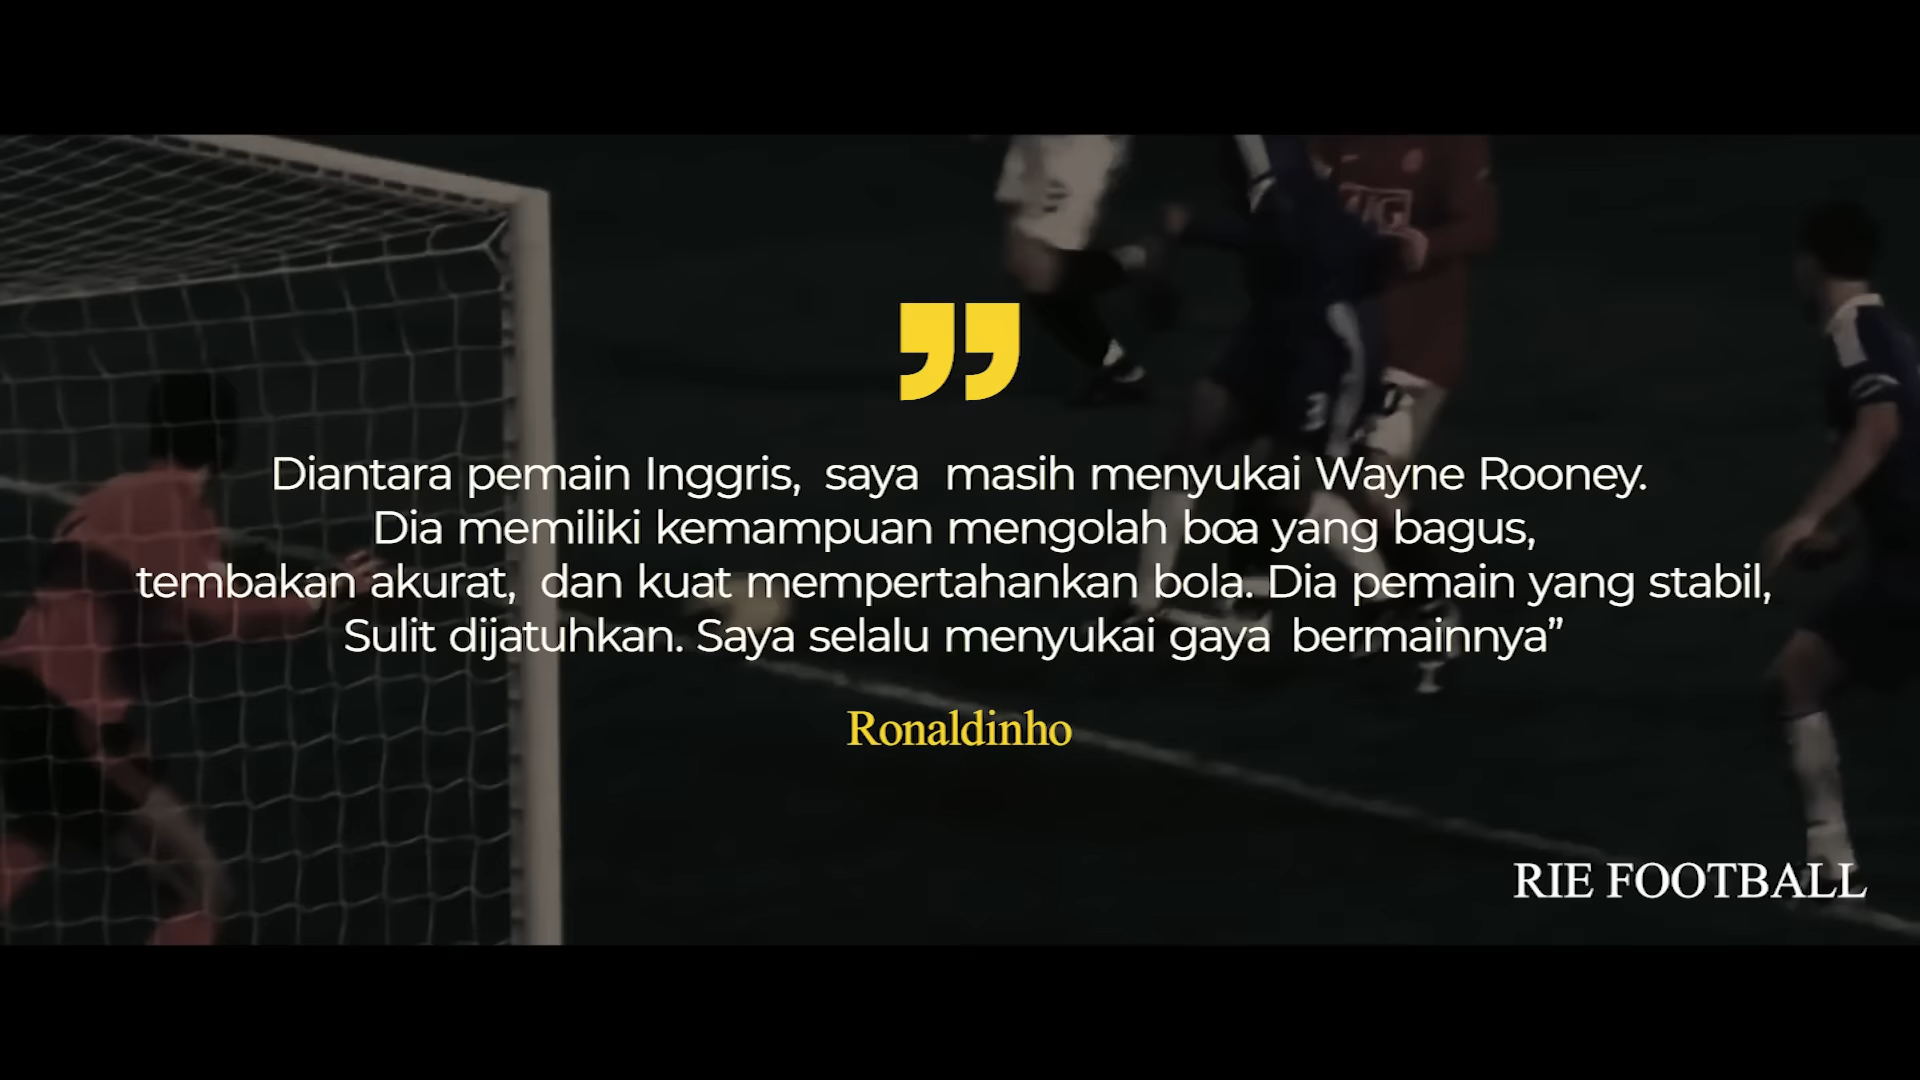 ”
Diantara pemain Inggris, saya masih menyukai Wayne Rooney.
Dia memiliki kemampuan mengolah boa yang bagus,
tembakan akurat, dan kuat mempertahankan bola. Dia pemain yang stabil,
Sulit dijatuhkan. Saya selalu menyukai gaya bermainnya”
Ronaldinho
RIE FOOTBALL
3